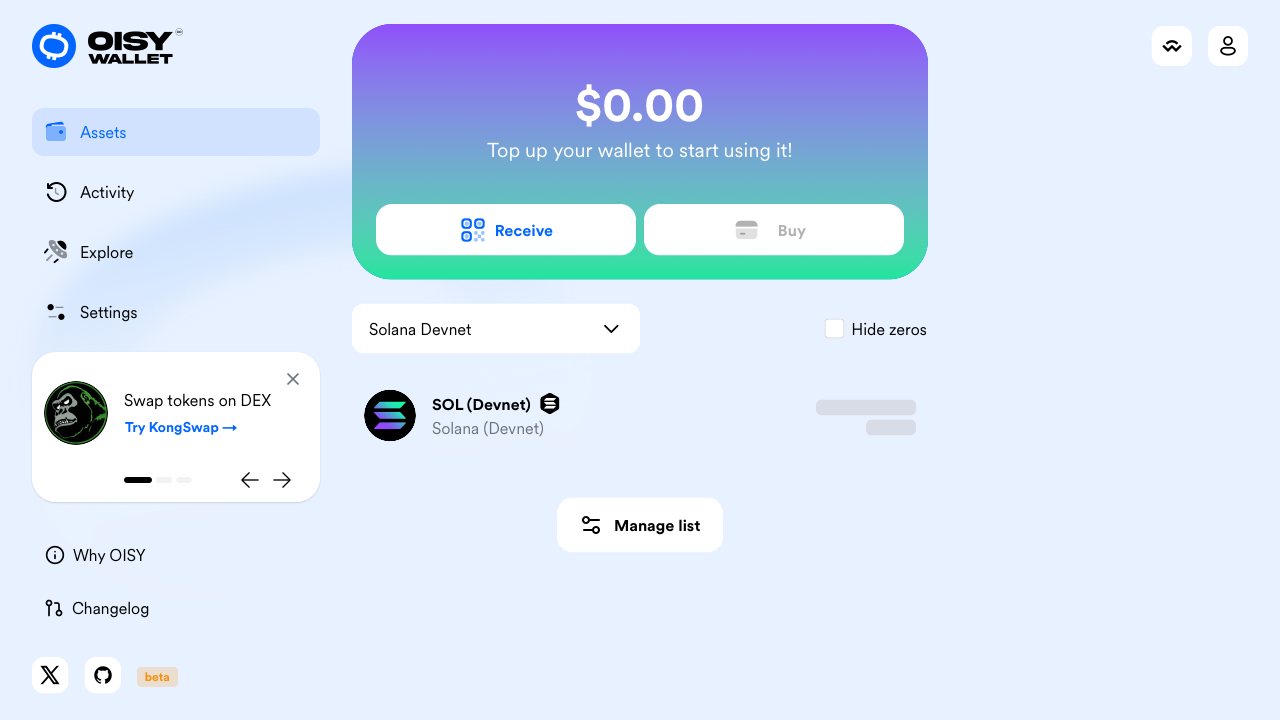 OISY
WALLET
Assets
Activity
Explore
Settings
Swap tokens on DEX
Try KongSwap →
Why OISY
Changelog
beta
$0.00
Top up your wallet to start using it!
Receive
Buy
Solana Devnet
Hide zeros
SOL (Devnet)
Solana (Devnet)
Manage list